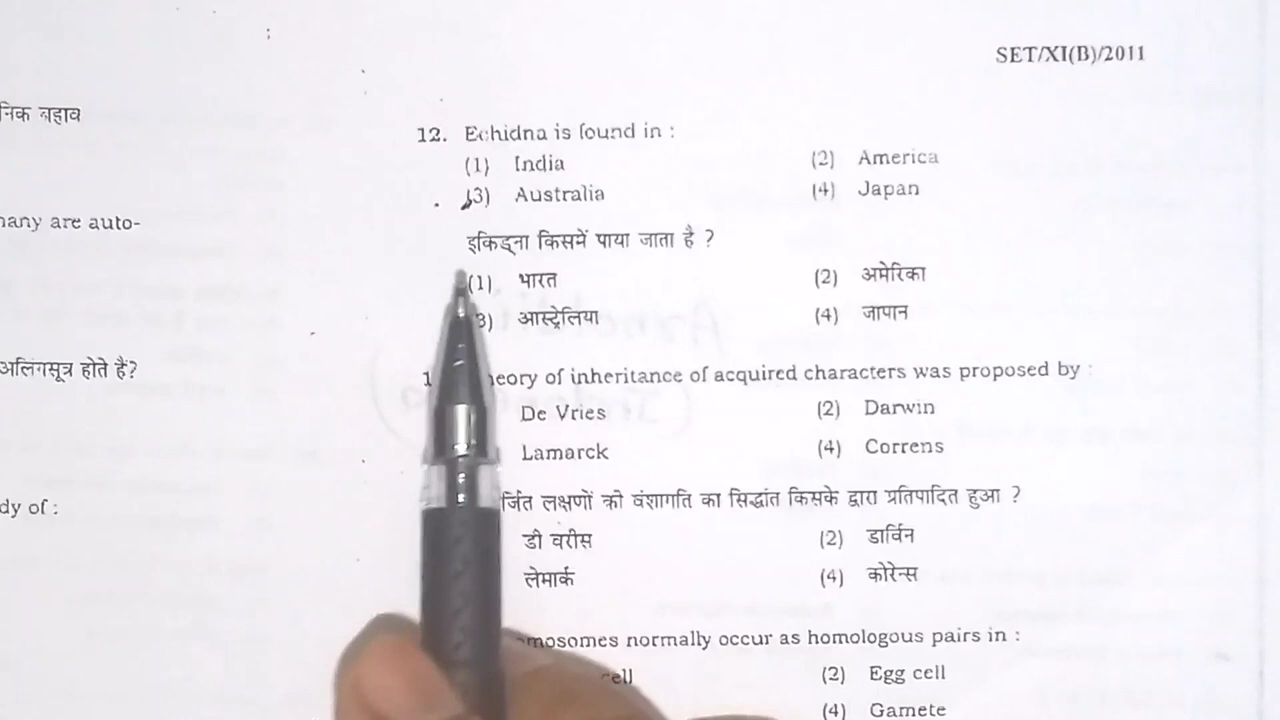 SET/XI(B)/2011
निक बहाव
many are auto-
अलिंगसूत्र होते हैं?
dy of :
12. Echidna is found in :
(1) India (2) America
(3) Australia (4) Japan
इकिड्ना किसमें पाया जाता है ?
(1) भारत (2) अमेरिका
3) आस्ट्रेलिया (4) जापान
1 heory of inheritance of acquired characters was proposed by :
De Vries (2) Darwin
Lamarck (4) Correns
र्जित लक्षणों की वंशागति का सिद्धांत किसके द्वारा प्रतिपादित हुआ ?
डी वरीस (2) डार्विन
लेमार्क (4) कोरेन्स
mosomes normally occur as homologous pairs in :
cell (2) Egg cell
(4) Gamete